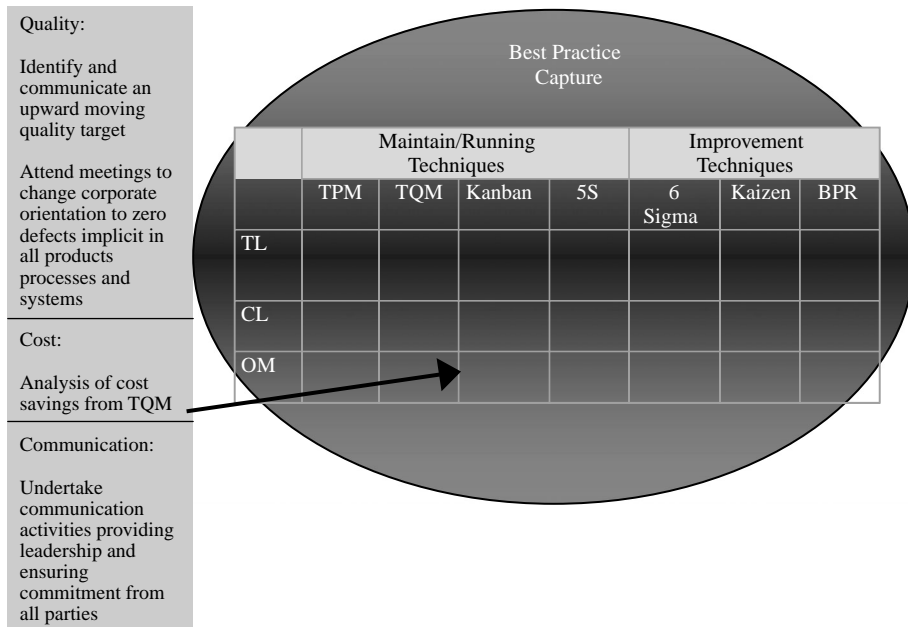 Quality:
Identify and
communicate an
upward moving
quality target
Attend meetings to
change corporate
orientation to zero
defects implicit in
all products
processes and
systems
Cost:
Analysis of cost
savings from TQM
Communication:
Undertake
communication
activities providing
leadership and
ensuring
commitment from
all parties
Best Practice
Capture
Maintain/Running
Techniques
Improvement
Techniques
TPM TQM Kanban 5S 6 Sigma Kaizen BPR
TL
CL
OM